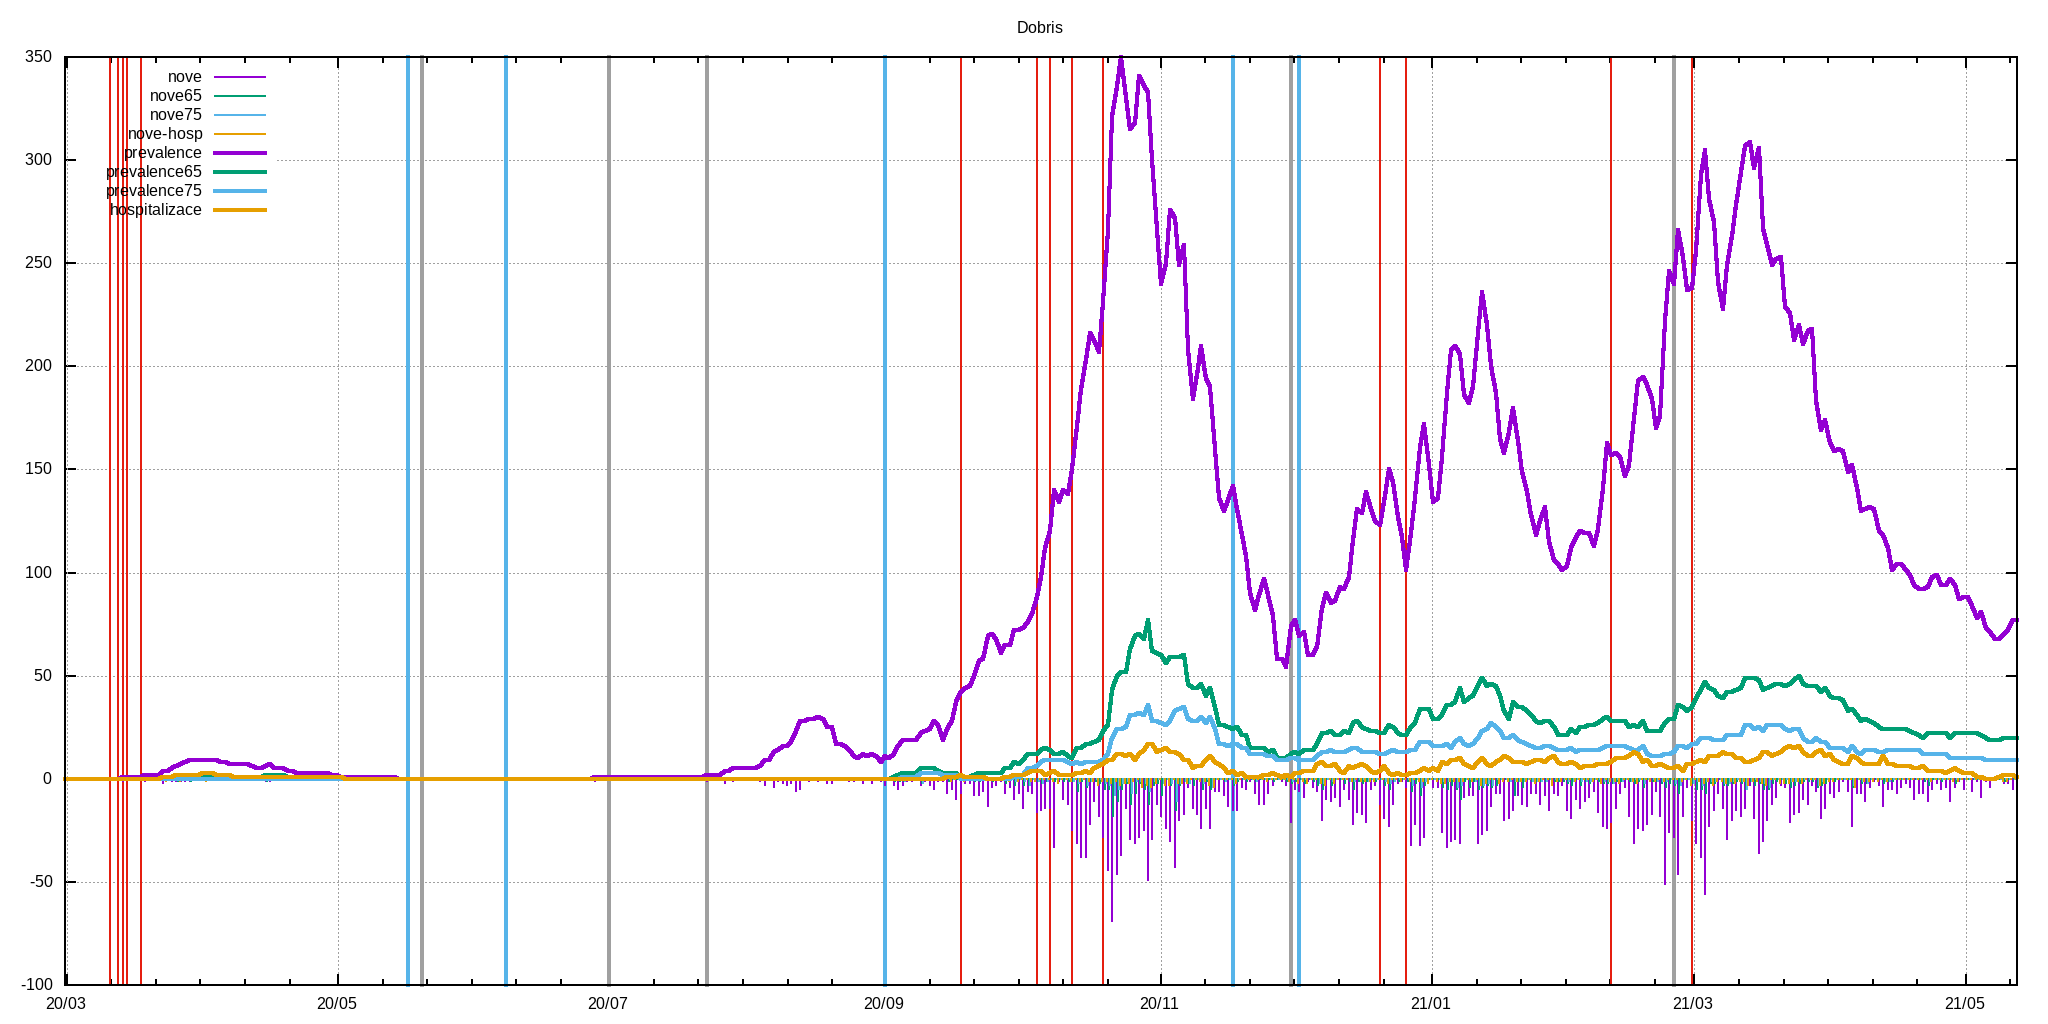 Dobris
350
300
250
200
150
100
50
0
-50
-100
nove
nove65
nove75
nove-hosp
prevalence
prevalence65
prevalence75
hospitalizace
20/03 20/05 20/07 20/09 20/11 21/01 21/03 21/05